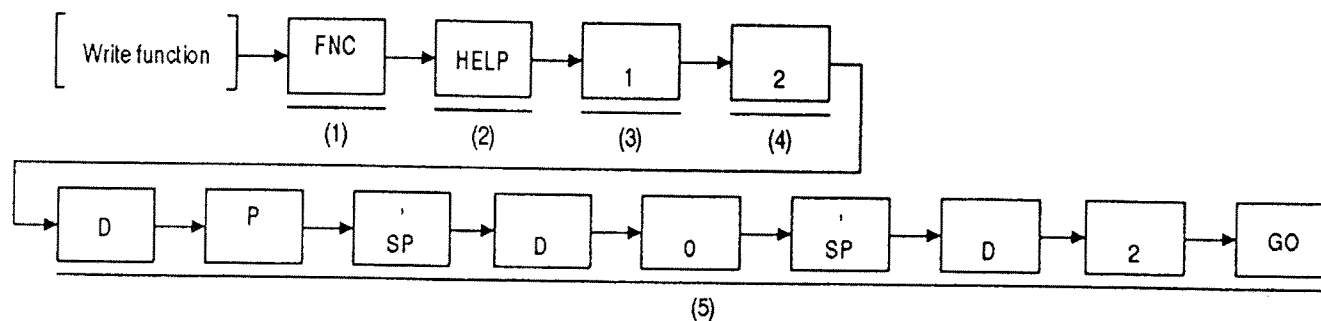 [Write function] FNC HELP 1 2
(1) (2) (3) (4)
D P ' SP D 0 ' SP D 2 GO
(5)